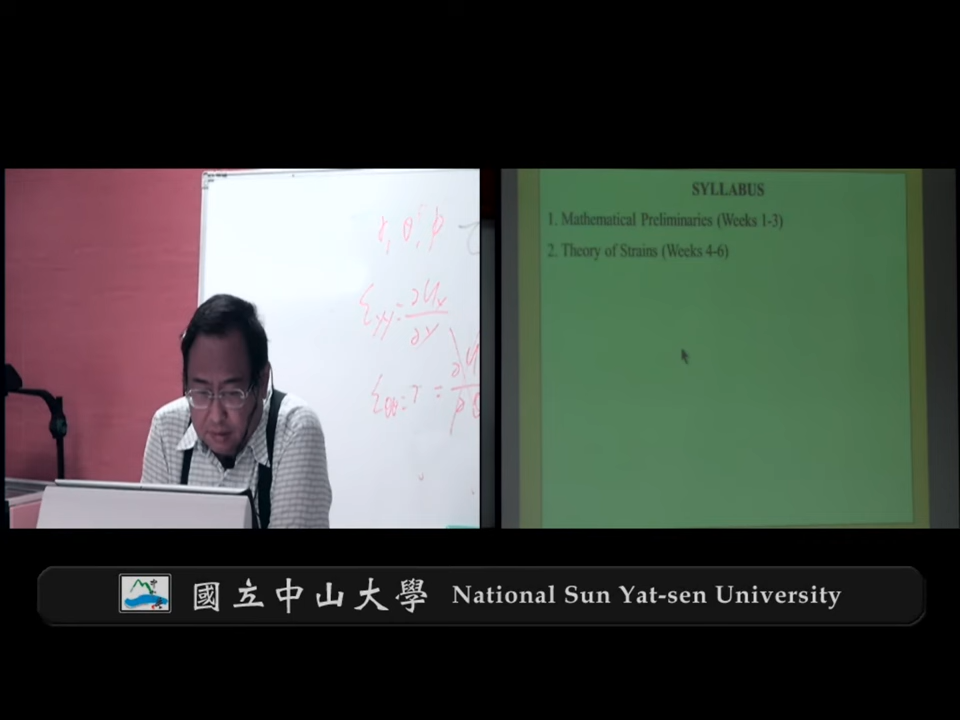 r, θ, φ
SYLLABUS
1. Mathematical Preliminaries (Weeks 1-3)
2. Theory of Strains (Weeks 4-6)
國立中山大學 National Sun Yat-sen University